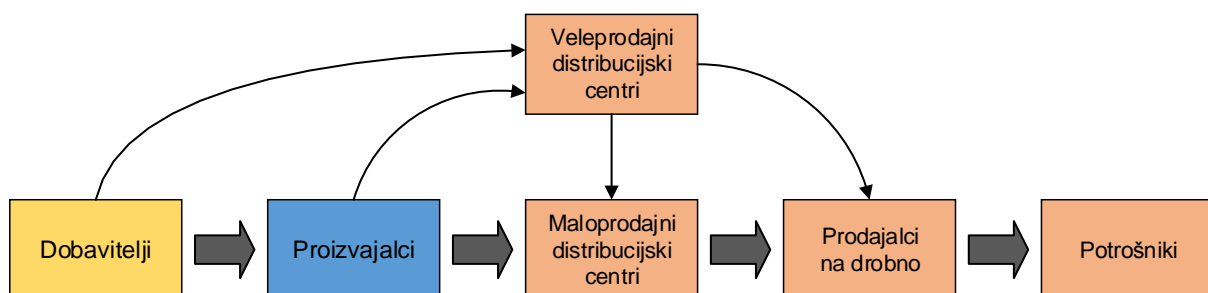 Veleprodajni
distribucijski
centri
Dobavitelji
Proizvajalci
Maloprodajni
distribucijski
centri
Prodajalci
na drobno
Potrošniki